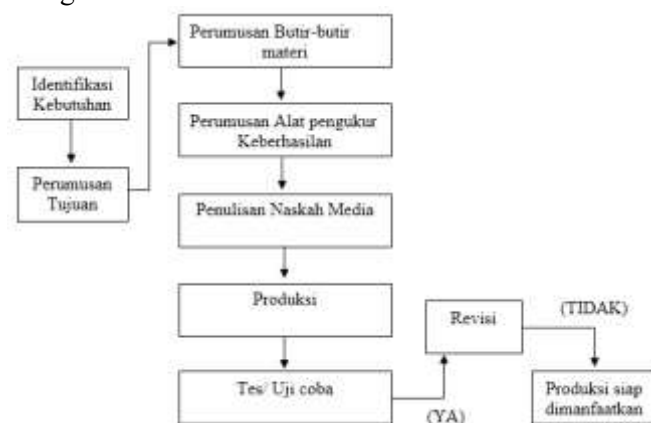 Identifikasi
Kebutuhan
Perumusan
Tujuan
Perumusan Butir-butir
materi
Perumusan Alat pengukur
Keberhasilan
Penulisan Naskah Media
Produksi
Tes/ Uji coba
(YA)
Revisi
(TIDAK)
Produksi siap
dimanfaatkan